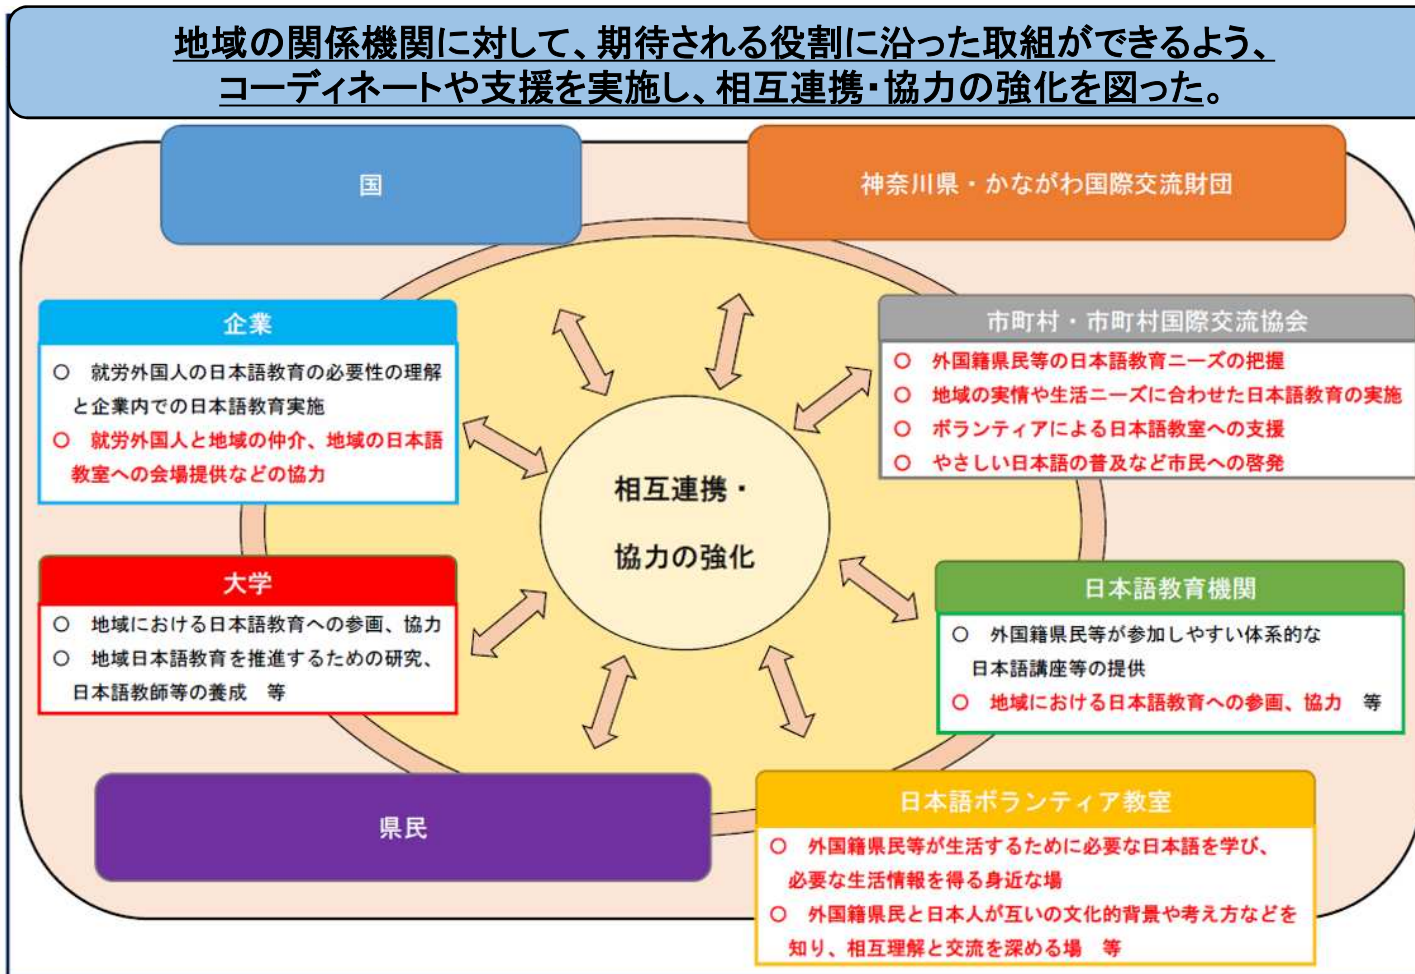 地域の関係機関に対して、期待される役割に沿った取組ができるよう、
コーディネートや支援を実施し、相互連携・協力の強化を図った。
国
神奈川県・かながわ国際交流財団
企業
○ 就労外国人の日本語教育の必要性の理解
と企業内での日本語教育実施
○ 就労外国人と地域の仲介、地域の日本語
教室への会場提供などの協力
市町村・市町村国際交流協会
○ 外国籍県民等の日本語教育ニーズの把握
○ 地域の実情や生活ニーズに合わせた日本語教育の実施
○ ボランティアによる日本語教室への支援
○ やさしい日本語の普及など市民への啓発
相互連携・
協力の強化
大学
○ 地域における日本語教育への参画、協力
○ 地域日本語教育を推進するための研究、
日本語教師等の養成 等
日本語教育機関
○ 外国籍県民等が参加しやすい体系的な
日本語講座等の提供
○ 地域における日本語教育への参画、協力 等
県民
日本語ボランティア教室
○ 外国籍県民等が生活するために必要な日本語を学び、
必要な生活情報を得る身近な場
○ 外国籍県民と日本人が互いの文化的背景や考え方などを
知り、相互理解と交流を深める場 等